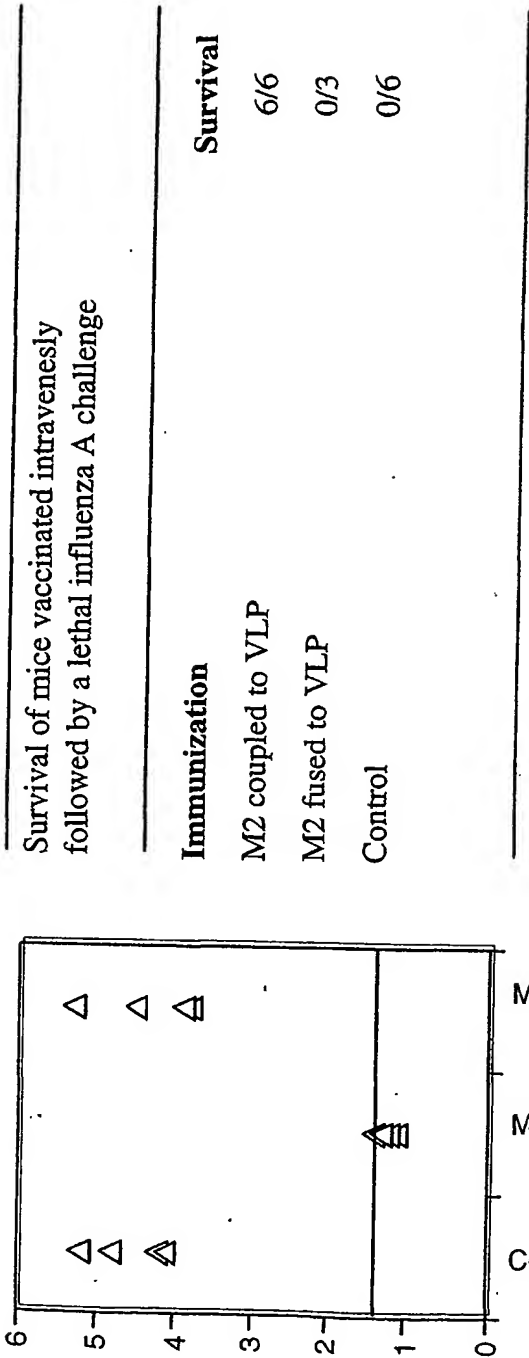 Survival of mice vaccinated intravenesly
followed by a lethal influenza A challenge
Immunization Survival
M2 coupled to VLP 6/6
M2 fused to VLP 0/3
Control 0/6
6
5
4
3
2
1
0
C M M